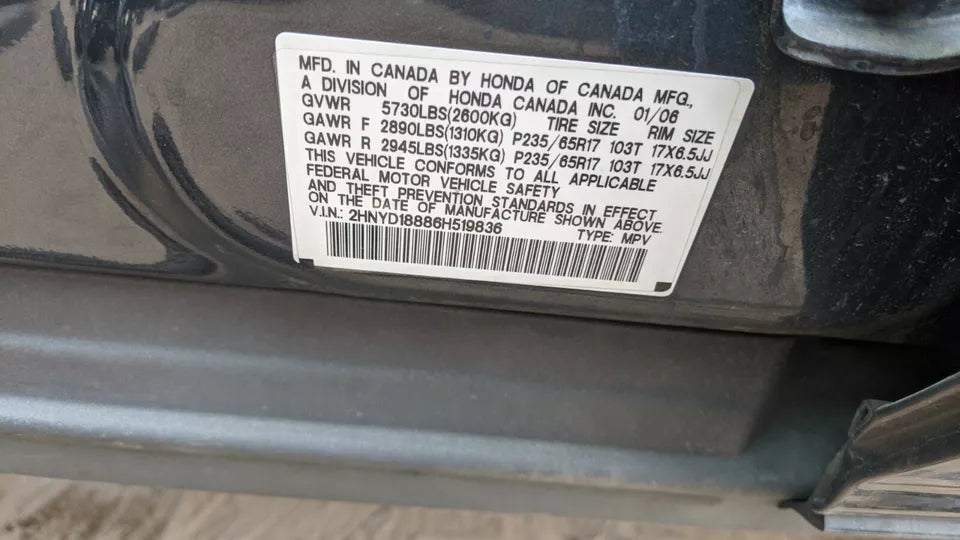 MFD. IN CANADA BY HONDA OF CANADA MFG.,
A DIVISION OF HONDA CANADA INC. 01/06
GVWR 5730LBS(2600KG) TIRE SIZE RIM SIZE
GAWR F 2890LBS(1310KG) P235/65R17 103T 17X6.5JJ
GAWR R 2945LBS(1335KG) P235/65R17 103T 17X6.5JJ
THIS VEHICLE CONFORMS TO ALL APPLICABLE
FEDERAL MOTOR VEHICLE SAFETY
AND THEFT PREVENTION STANDARDS IN EFFECT
ON THE DATE OF MANUFACTURE SHOWN ABOVE.
V.I.N.: 2HNYD18886H519836 TYPE: MPV